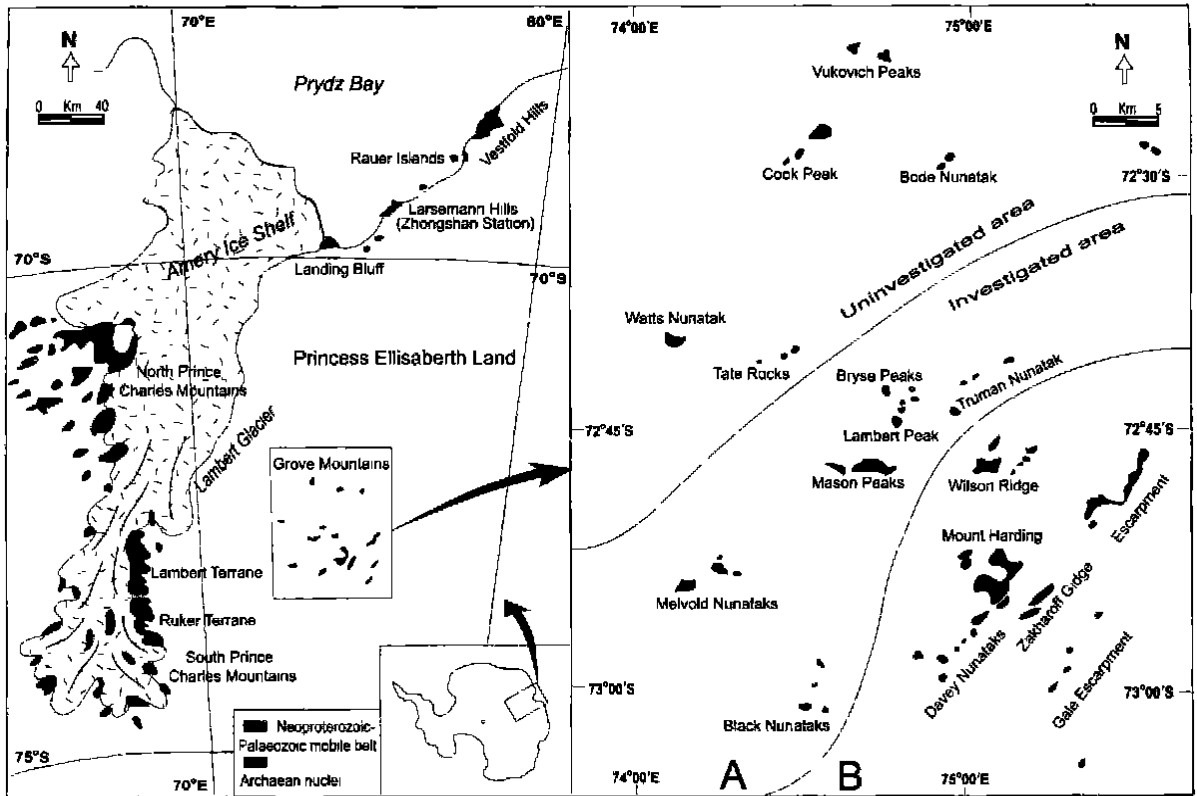 70°E
80°E
N
0 Km 40
Prydz Bay
Vestfold Hills
Rauer Islands
Larsemann Hills
(Zhongshan Station)
Amery Ice Shelf
70°S
Landing Bluff
70°S
Princess Ellisaberth Land
North Prince
Charles Mountains
Lambert Glacier
Grove Mountains
Lambert Terrane
Ruker Terrane
South Prince
Charles Mountains
Neoproterozoic-
Palaeozoic mobile belt
Archaean nuclei
75°S
70°E
74°00'E
75°00'E
N
0 Km 5
Vukovich Peaks
Cook Peak
Bode Nunatak
72°30'S
Uninvestigated area
Investigated area
Watts Nunatak
Tate Rocks
Bryse Peaks
Truman Nunatak
Lambert Peak
72°45'S
72°45'S
Mason Peaks
Wilson Ridge
Escarpment
Mount Harding
Melvold Nunataks
Zakharoff Gidge
Davey Nunataks
Gale Escarpment
73°00'S
73°00'S
Black Nunataks
74°00'E
A
B
75°00'E